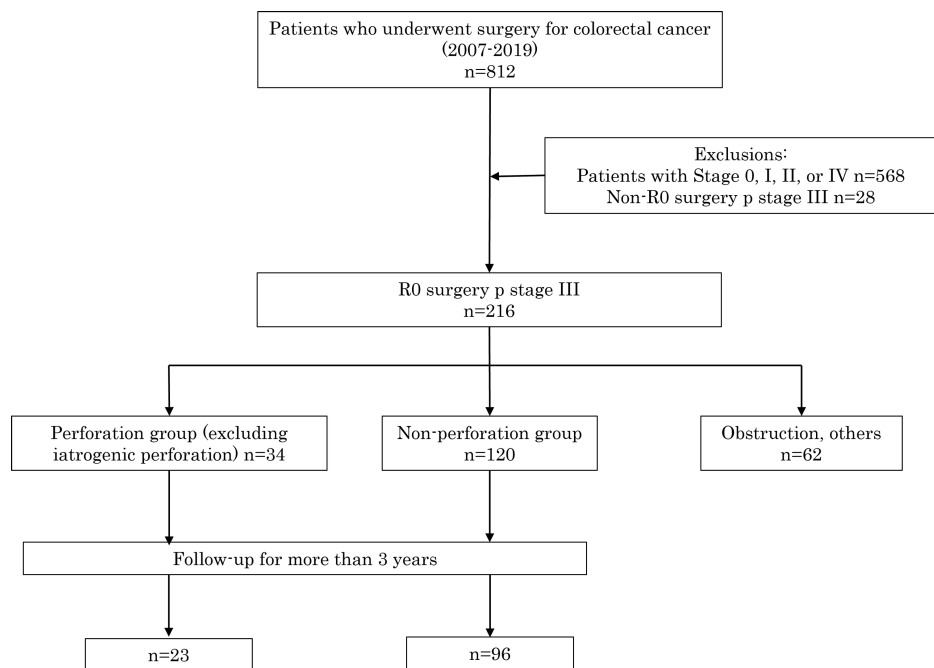 Patients who underwent surgery for colorectal cancer
(2007-2019)
n=812
Exclusions:
Patients with Stage 0, I, II, or IV n=568
Non-R0 surgery p stage III n=28
R0 surgery p stage III
n=216
Perforation group (excluding
iatrogenic perforation) n=34
Non-perforation group
n=120
Obstruction, others
n=62
Follow-up for more than 3 years
n=23
n=96